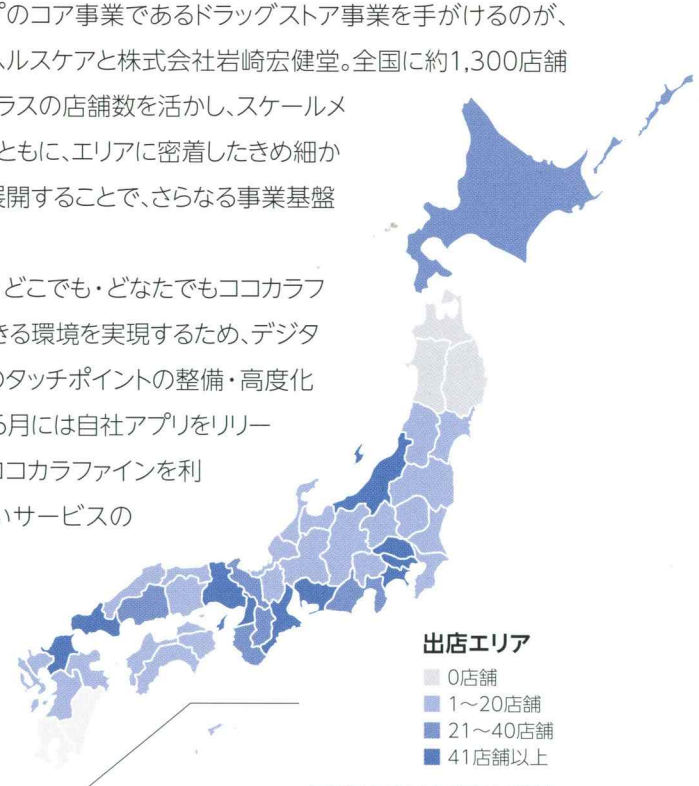 プのコア事業であるドラッグストア事業を手がけるのが、
ヘルスケアと株式会社岩崎宏健堂。全国に約1,300店舗
ラスの店舗数を活かし、スケールメ
ともに、エリアに密着したきめ細か
展開することで、さらなる事業基盤
どこでも・どなたでもココカラフ
きる環境を実現するため、デジタ
のタッチポイントの整備・高度化
6月には自社アプリをリリー
ココカラファインを利
いサービスの
出店エリア
0店舗
1〜20店舗
21〜40店舗
41店舗以上